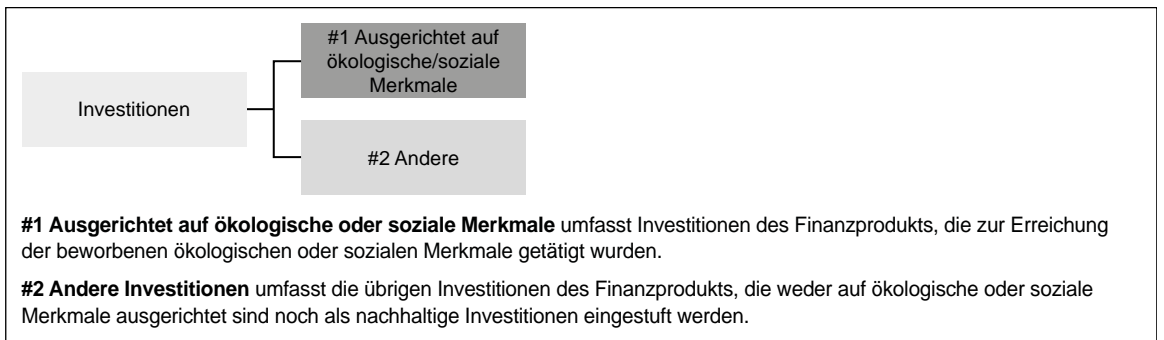 #1 Ausgerichtet auf
ökologische/soziale
Merkmale
Investitionen
#2 Andere
#1 Ausgerichtet auf ökologische oder soziale Merkmale umfasst Investitionen des Finanzprodukts, die zur Erreichung
der beworbenen ökologischen oder sozialen Merkmale getätigt wurden.
#2 Andere Investitionen umfasst die übrigen Investitionen des Finanzprodukts, die weder auf ökologische oder soziale
Merkmale ausgerichtet sind noch als nachhaltige Investitionen eingestuft werden.